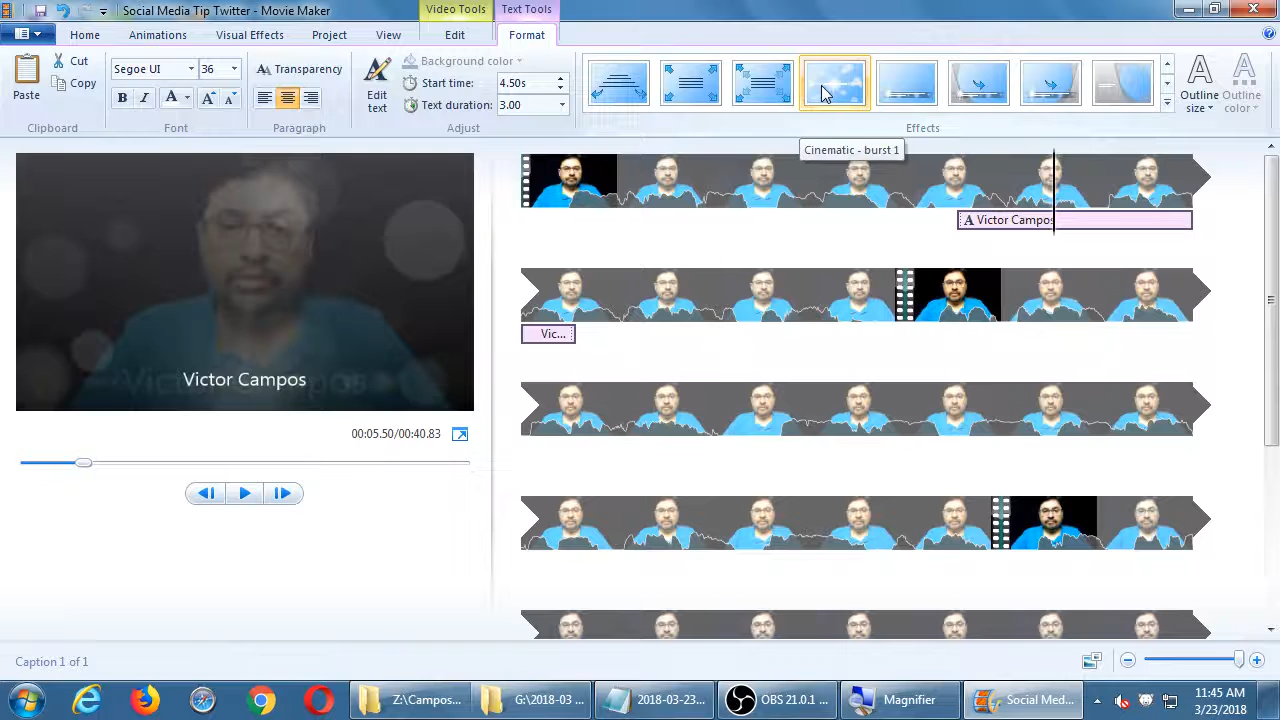 Social Media Tip Twitter - Movie Maker
Video Tools
Text Tools
Home
Animations
Visual Effects
Project
View
Edit
Format
Paste
Cut
Copy
Clipboard
Segoe UI
36
B I A A A
Font
Transparency
Paragraph
Edit text
Background color
Start time: 4.50s
Text duration: 3.00
Adjust
Effects
Outline size
Outline color
Cinematic - burst 1
Victor Campos
00:05.50/00:40.83
A Victor Campos
Vic...
Caption 1 of 1
Z:\Campos...
G:\2018-03 ...
2018-03-23...
OBS 21.0.1 ...
Magnifier
Social Med...
11:45 AM
3/23/2018